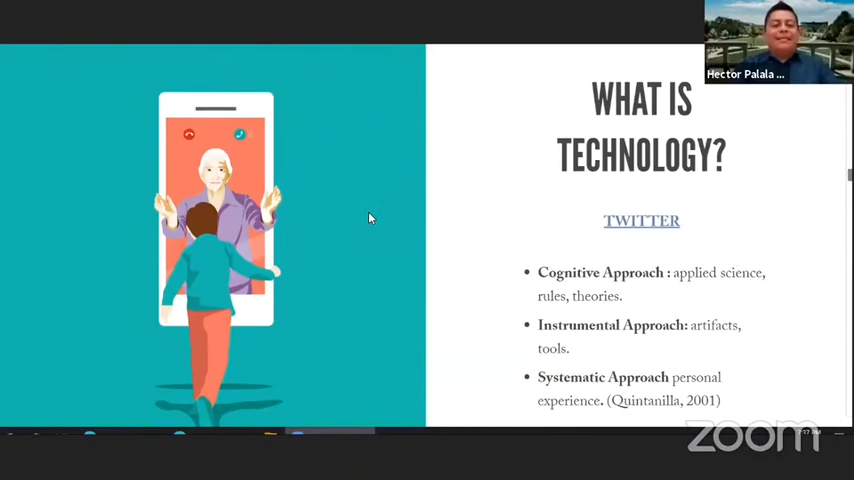 Hector Palala ...
WHAT IS
TECHNOLOGY?
TWITTER
• Cognitive Approach : applied science,
rules, theories.
• Instrumental Approach: artifacts,
tools.
• Systematic Approach personal
experience. (Quintanilla, 2001)
zoom